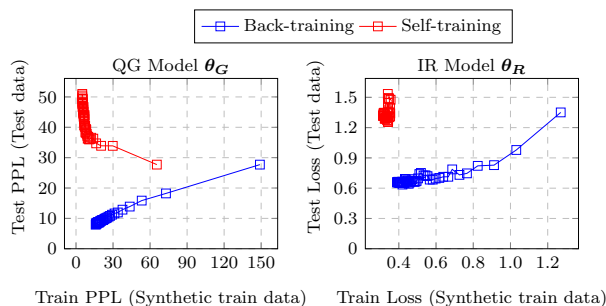 Back-training Self-training
QG Model θG
Test PPL (Test data)
50
40
30
20
10
0
0 30 60 90 120 150
Train PPL (Synthetic train data)
IR Model θR
Test Loss (Test data)
1.5
1.2
0.9
0.6
0.3
0
0.4 0.6 0.8 1.0 1.2
Train Loss (Synthetic train data)